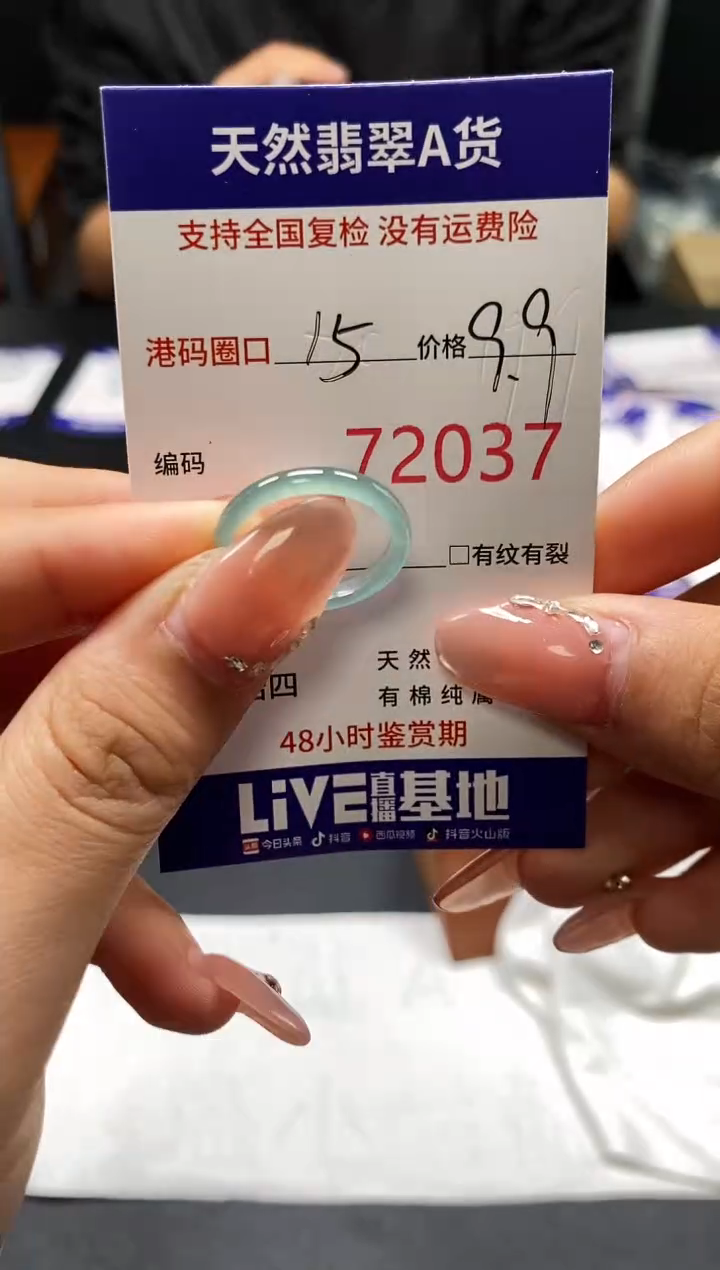 天然翡翠A货
支持全国复检 没有运费险
港码圈口 15 价格 9.9
编码 72037
□有纹有裂
四 天然
有棉纯属
48小时鉴赏期
LiVE直播基地
头条 今日头条 抖音 西瓜视频 抖音火山版